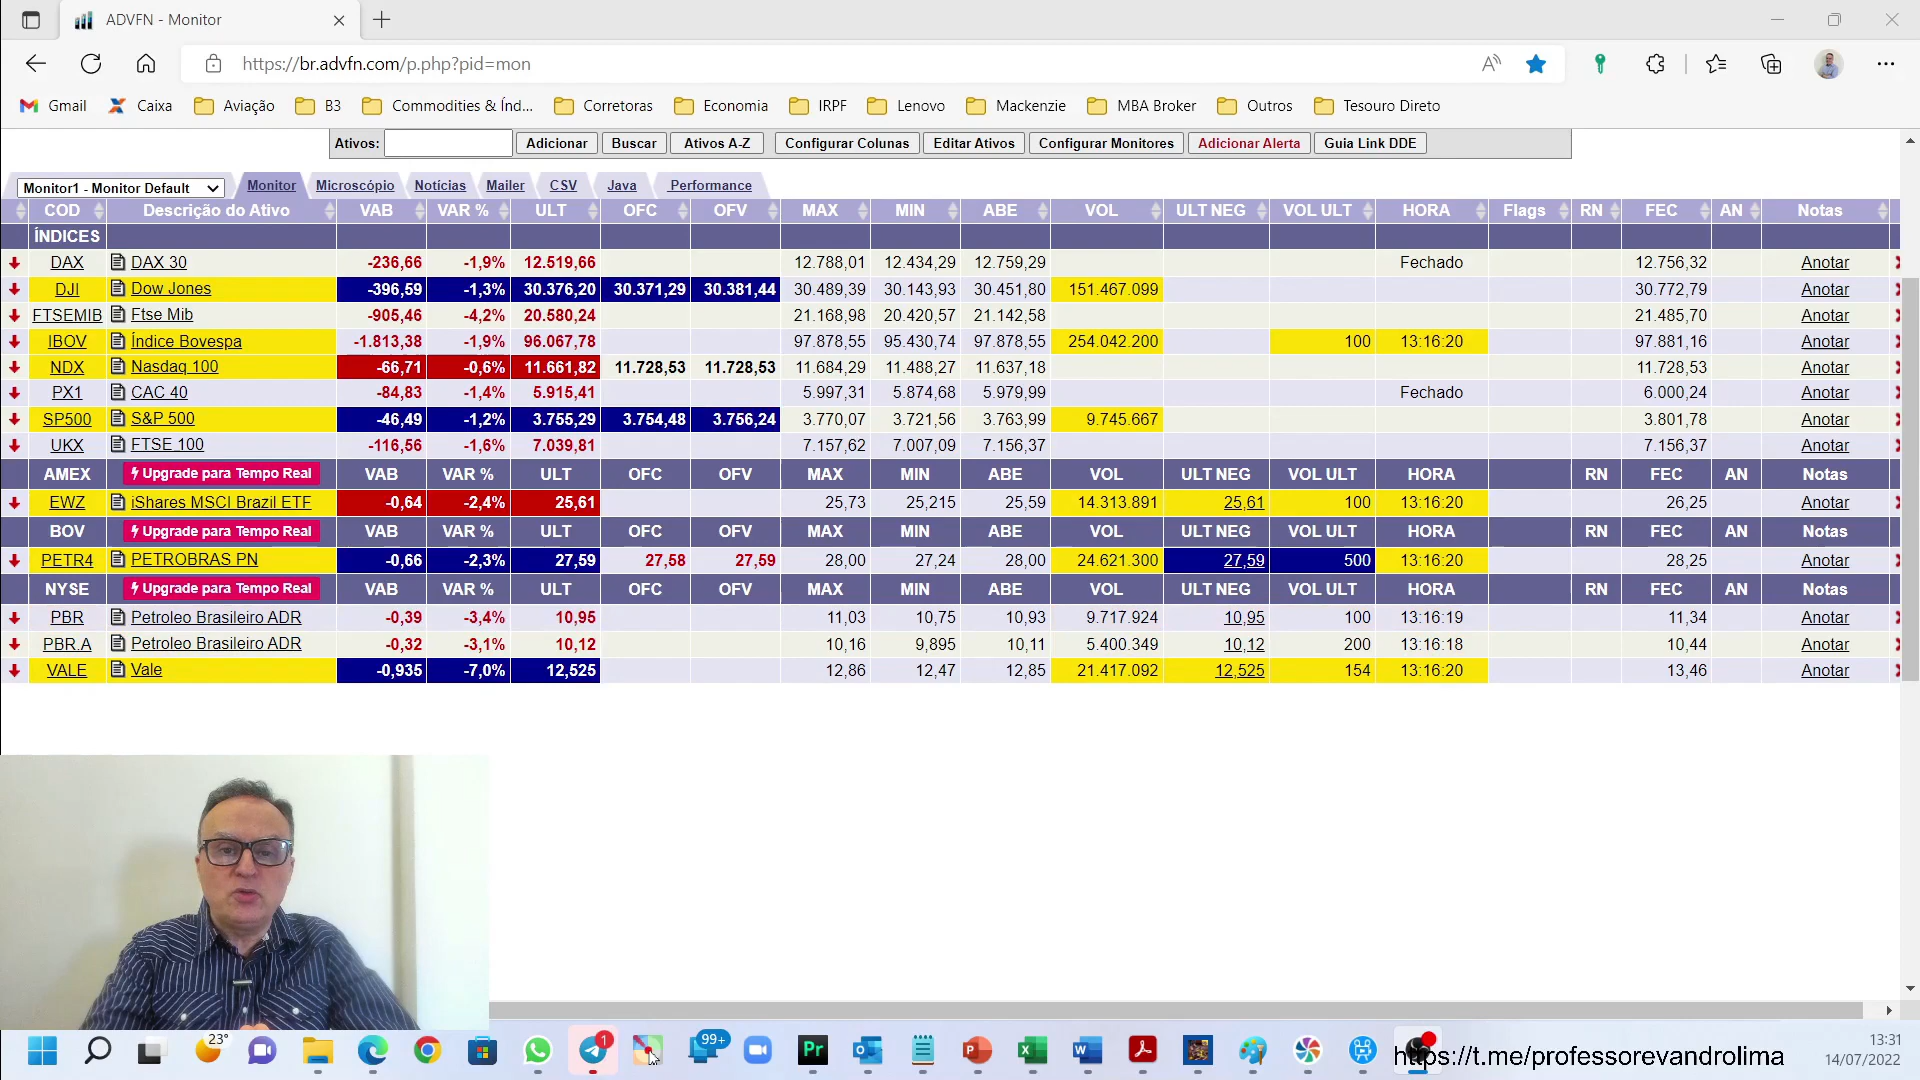 ADVFN - Monitor
https://br.advfn.com/p.php?pid=mon
Gmail Caixa Aviação B3 Commodities & Índ... Corretoras Economia IRPF Lenovo Mackenzie MBA Broker Outros Tesouro Direto
Ativos: Adicionar Buscar Ativos A-Z Configurar Colunas Editar Ativos Configurar Monitores Adicionar Alerta Guia Link DDE
Monitor1 - Monitor Default Monitor Microscópio Notícias Mailer CSV Java Performance
COD Descrição do Ativo VAB VAR % ULT OFC OFV MAX MIN ABE VOL ULT NEG VOL ULT HORA Flags RN FEC AN Notas
ÍNDICES
DAX DAX 30 -236,66 -1,9% 12.519,66 12.788,01 12.434,29 12.759,29 Fechado 12.756,32 Anotar
DJI Dow Jones -396,59 -1,3% 30.376,20 30.371,29 30.381,44 30.489,39 30.143,93 30.451,80 151.467.099 30.772,79 Anotar
FTSEMIB Ftse Mib -905,46 -4,2% 20.580,24 21.168,98 20.420,57 21.142,58 21.485,70 Anotar
IBOV Índice Bovespa -1.813,38 -1,9% 96.067,78 97.878,55 95.430,74 97.878,55 254.042.200 100 13:16:20 97.881,16 Anotar
NDX Nasdaq 100 -66,71 -0,6% 11.661,82 11.728,53 11.728,53 11.684,29 11.488,27 11.637,18 11.728,53 Anotar
PX1 CAC 40 -84,83 -1,4% 5.915,41 5.997,31 5.874,68 5.979,99 Fechado 6.000,24 Anotar
SP500 S&P 500 -46,49 -1,2% 3.755,29 3.754,48 3.756,24 3.770,07 3.721,56 3.763,99 9.745.667 3.801,78 Anotar
UKX FTSE 100 -116,56 -1,6% 7.039,81 7.157,62 7.007,09 7.156,37 7.156,37 Anotar
AMEX Upgrade para Tempo Real VAB VAR % ULT OFC OFV MAX MIN ABE VOL ULT NEG VOL ULT HORA RN FEC AN Notas
EWZ iShares MSCI Brazil ETF -0,64 -2,4% 25,61 25,73 25,215 25,59 14.313.891 25,61 100 13:16:20 26,25 Anotar
BOV Upgrade para Tempo Real VAB VAR % ULT OFC OFV MAX MIN ABE VOL ULT NEG VOL ULT HORA RN FEC AN Notas
PETR4 PETROBRAS PN -0,66 -2,3% 27,59 27,58 27,59 28,00 27,24 28,00 24.621.300 27,59 500 13:16:20 28,25 Anotar
NYSE Upgrade para Tempo Real VAB VAR % ULT OFC OFV MAX MIN ABE VOL ULT NEG VOL ULT HORA RN FEC AN Notas
PBR Petroleo Brasileiro ADR -0,39 -3,4% 10,95 11,03 10,75 10,93 9.717.924 10,95 100 13:16:19 11,34 Anotar
PBR.A Petroleo Brasileiro ADR -0,32 -3,1% 10,12 10,16 9,895 10,11 5.400.349 10,12 200 13:16:18 10,44 Anotar
VALE Vale -0,935 -7,0% 12,525 12,86 12,47 12,85 21.417.092 12,525 154 13:16:20 13,46 Anotar
23° 1 99+ Pr https://t.me/professorevandrolima 13:31
14/07/2022